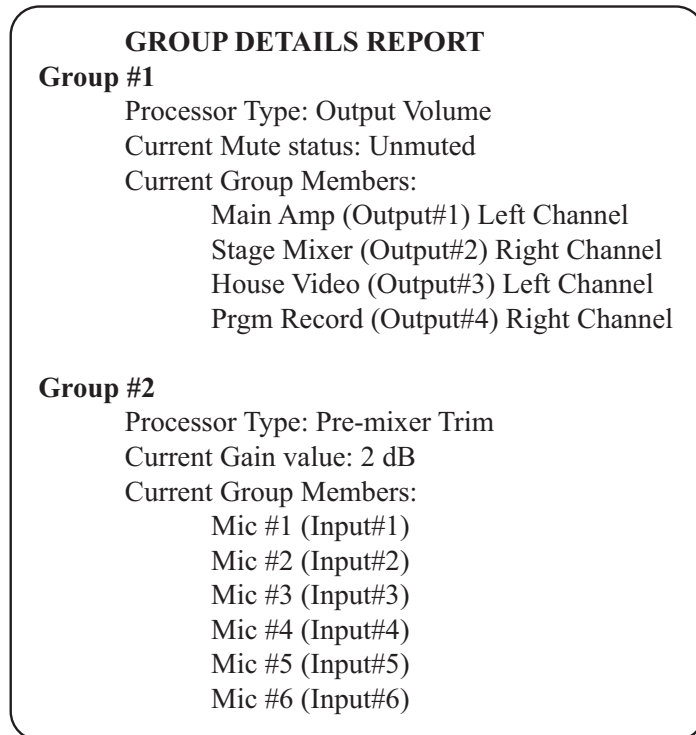 GROUP DETAILS REPORT
Group #1
Processor Type: Output Volume
Current Mute status: Unmuted
Current Group Members:
Main Amp (Output#1) Left Channel
Stage Mixer (Output#2) Right Channel
House Video (Output#3) Left Channel
Prgm Record (Output#4) Right Channel
Group #2
Processor Type: Pre-mixer Trim
Current Gain value: 2 dB
Current Group Members:
Mic #1 (Input#1)
Mic #2 (Input#2)
Mic #3 (Input#3)
Mic #4 (Input#4)
Mic #5 (Input#5)
Mic #6 (Input#6)